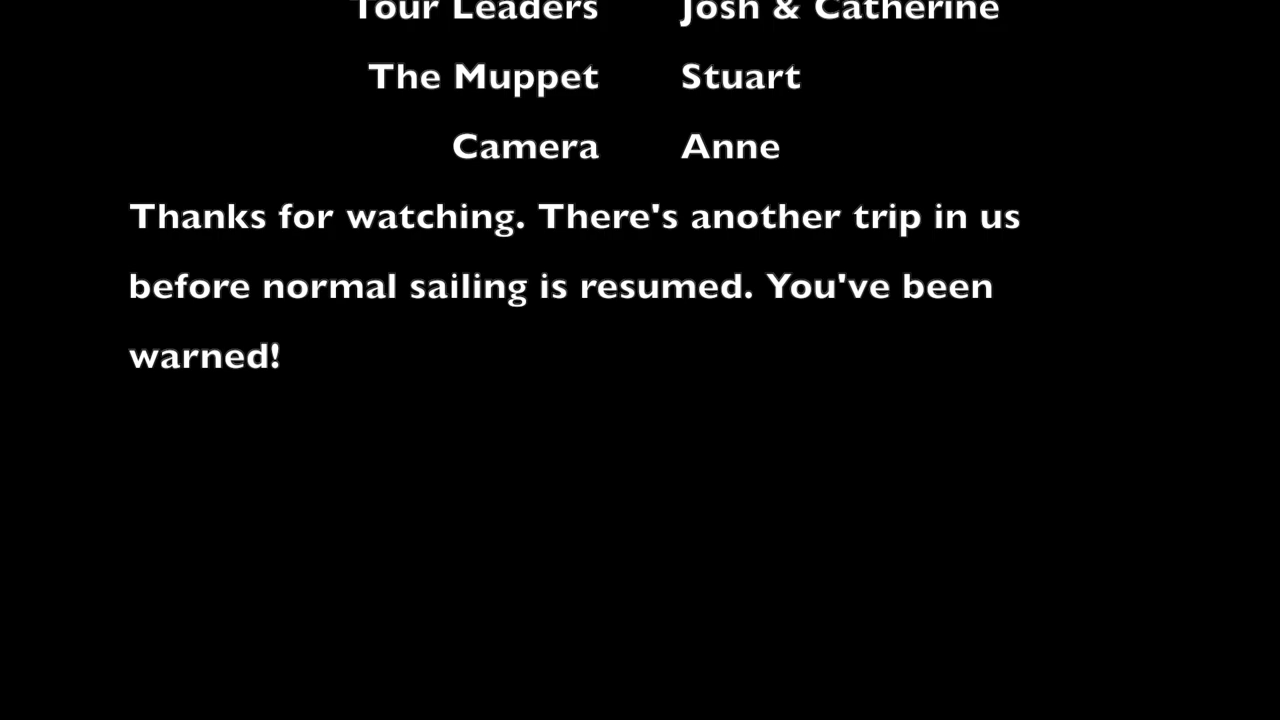 Tour Leaders Josh & Catherine
The Muppet Stuart
Camera Anne
Thanks for watching. There's another trip in us
before normal sailing is resumed. You've been
warned!